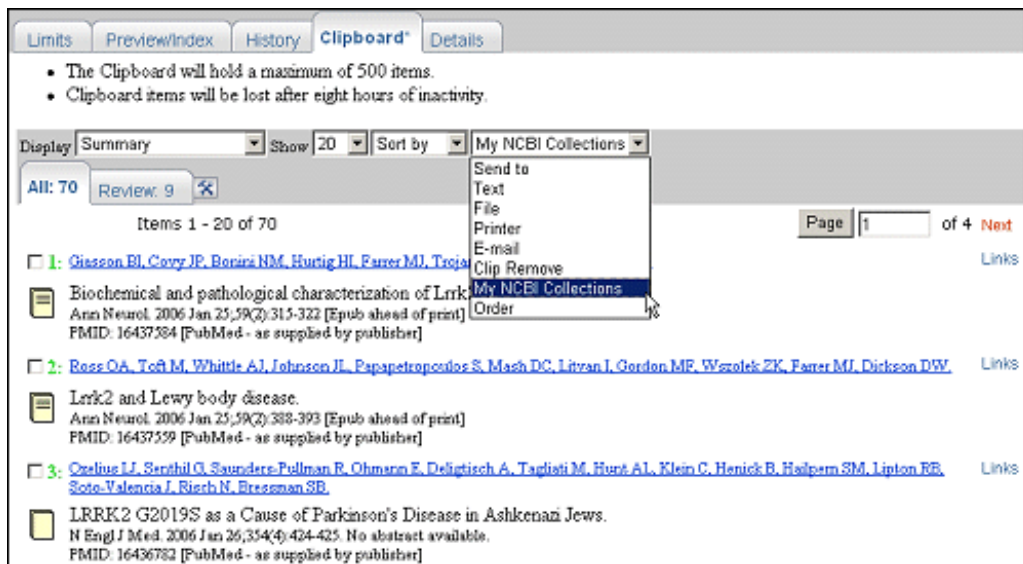 Limits Preview/Index History Clipboard* Details
The Clipboard will hold a maximum of 500 items.
Clipboard items will be lost after eight hours of inactivity.
Display Summary Show 20 Sort by My NCBI Collections
Send to
Text
File
Printer
E-mail
Clip Remove
My NCBI Collections
Order
All: 70 Review: 9
Items 1 - 20 of 70 Page 1 of 4 Next
1: Giasson BI, Covy JP, Bonini NM, Hurtig HI, Farrer MJ, Links
Biochemical and pathological characterization of
Ann Neurol. 2006 Jan 25;59(2):315-322 [Epub ahead of print]
PMID: 16437584 [PubMed - as supplied by publisher]
2: Ross OA, Toft M, Whittle AJ, Johnson JL, Papapetropoulos S, Mash DC, Litvan I, Gordon MF, Wszolek ZK, Farrer MJ, Dickson DW. Links
Lrrk2 and Lewy body disease.
Ann Neurol. 2006 Jan 25;59(2):388-393 [Epub ahead of print]
PMID: 16437559 [PubMed - as supplied by publisher]
3: Ozelius LJ, Senthil G, Saunders-Pullman R, Ohmann E, Deligtisch A, Tagliati M, Hunt AL, Klein C, Henick B, Hailpern SM, Lipton RB, Links
Soto-Valencia J, Risch N, Bressman SB.
LRRK2 G2019S as a Cause of Parkinson's Disease in Ashkenazi Jews.
N Engl J Med. 2006 Jan 26;354(4):424-425. No abstract available.
PMID: 16436782 [PubMed - as supplied by publisher]